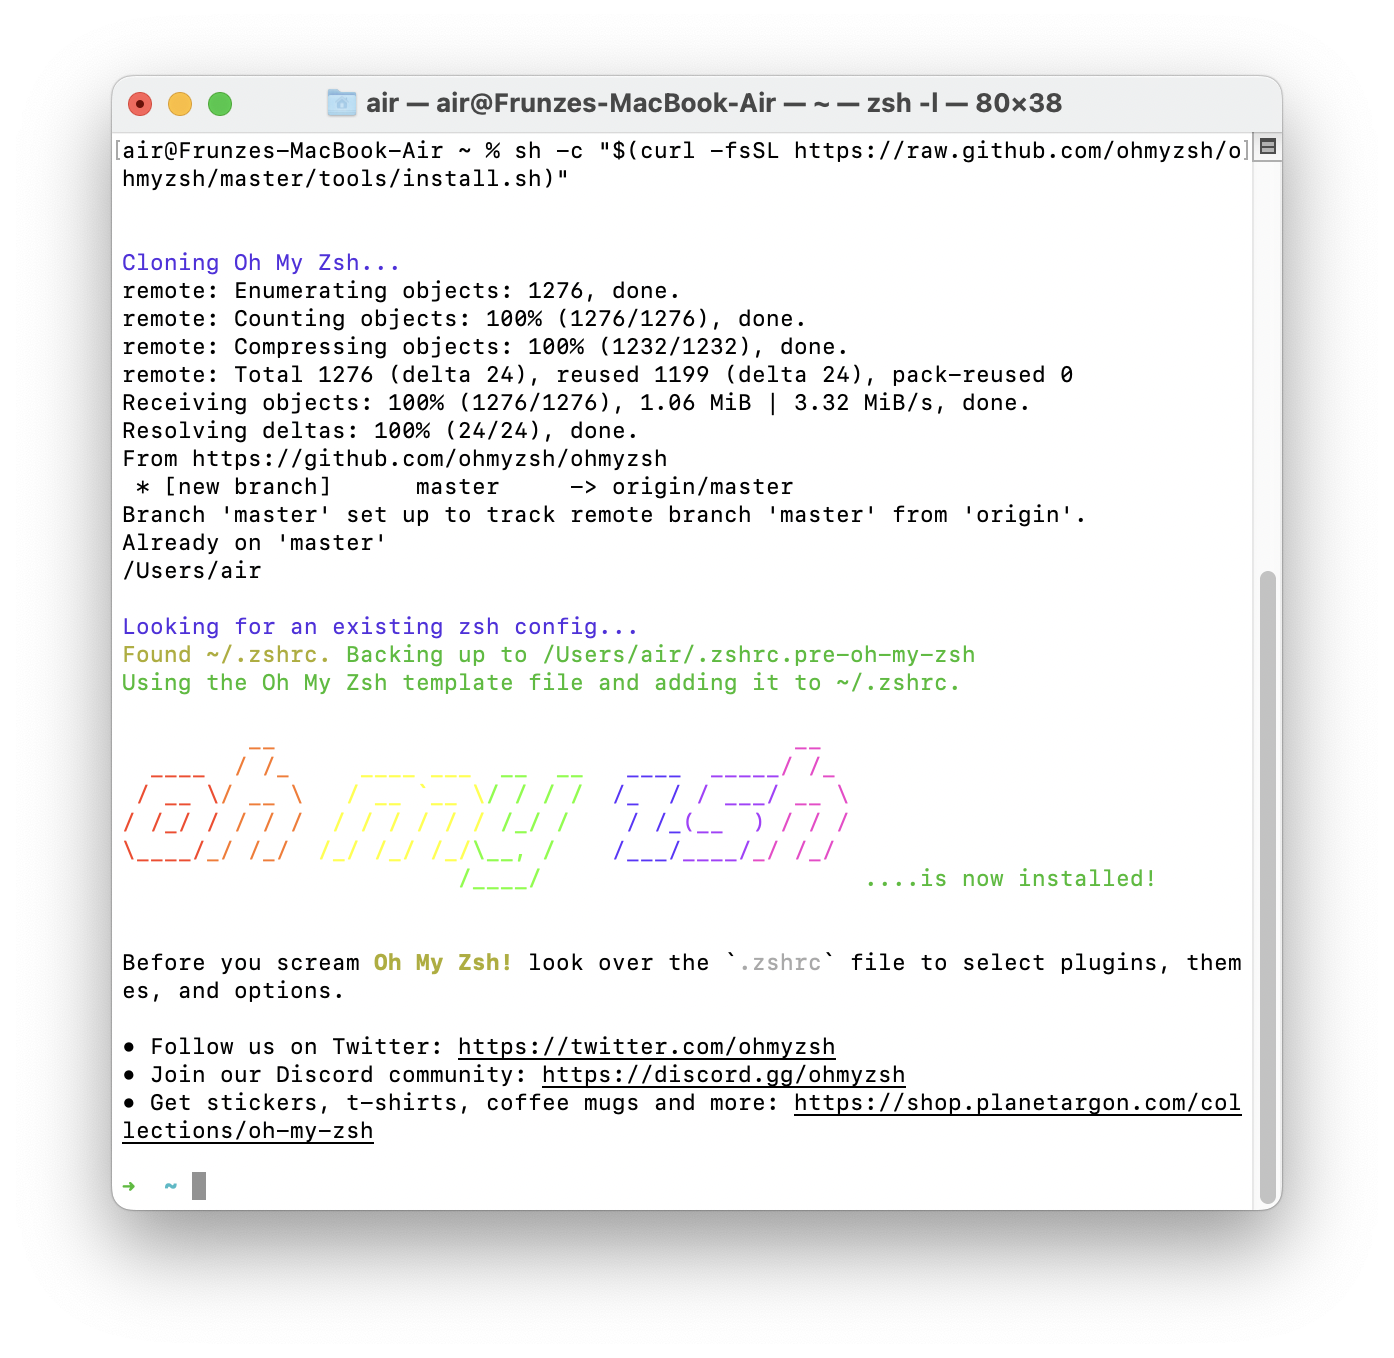 air — air@Frunzes-MacBook-Air — ~ — zsh -l — 80×38
air@Frunzes-MacBook-Air ~ % sh -c "$(curl -fsSL https://raw.github.com/ohmyzsh/o
hmyzsh/master/tools/install.sh)"
Cloning Oh My Zsh...
remote: Enumerating objects: 1276, done.
remote: Counting objects: 100% (1276/1276), done.
remote: Compressing objects: 100% (1232/1232), done.
remote: Total 1276 (delta 24), reused 1199 (delta 24), pack-reused 0
Receiving objects: 100% (1276/1276), 1.06 MiB | 3.32 MiB/s, done.
Resolving deltas: 100% (24/24), done.
From https://github.com/ohmyzsh/ohmyzsh
 * [new branch]      master     -> origin/master
Branch 'master' set up to track remote branch 'master' from 'origin'.
Already on 'master'
/Users/air
Looking for an existing zsh config...
Found ~/.zshrc. Backing up to /Users/air/.zshrc.pre-oh-my-zsh
Using the Oh My Zsh template file and adding it to ~/.zshrc.
oh my zsh
....is now installed!
Before you scream Oh My Zsh! look over the `.zshrc` file to select plugins, them
es, and options.
• Follow us on Twitter: https://twitter.com/ohmyzsh
• Join our Discord community: https://discord.gg/ohmyzsh
• Get stickers, t-shirts, coffee mugs and more: https://shop.planetargon.com/col
lections/oh-my-zsh
➜  ~